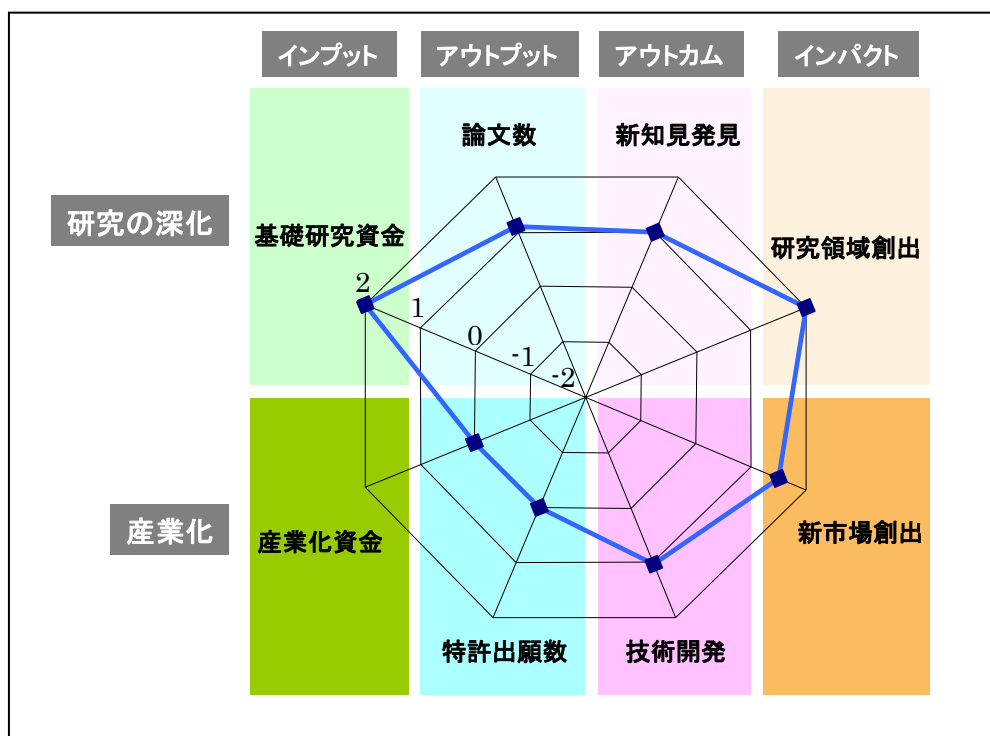 インプット
アウトプット
アウトカム
インパクト
論文数
新知見発見
研究の深化
基礎研究資金
研究領域創出
2
1
0
-1
-2
産業化
産業化資金
新市場創出
特許出願数
技術開発